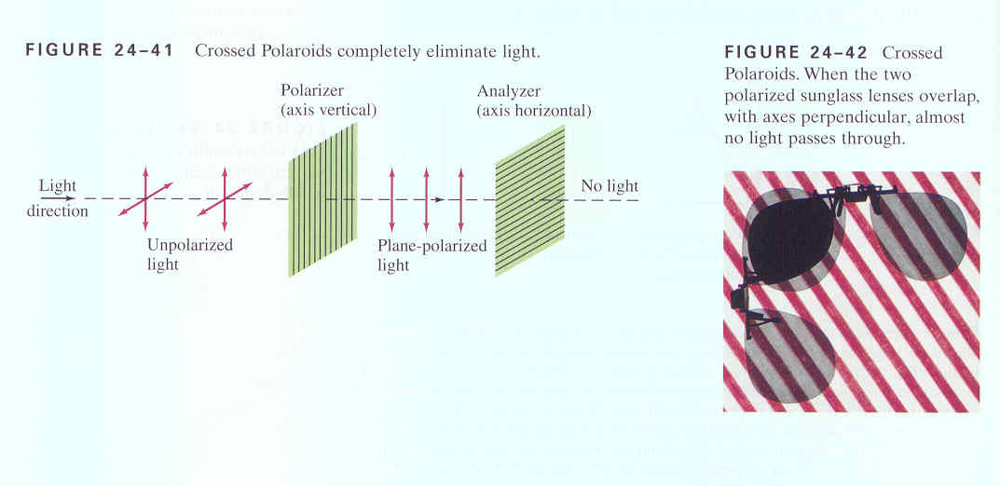 FIGURE 24–41 Crossed Polaroids completely eliminate light.
Polarizer
(axis vertical)
Analyzer
(axis horizontal)
Light
direction
No light
Unpolarized
light
Plane-polarized
light
FIGURE 24–42 Crossed
Polaroids. When the two
polarized sunglass lenses overlap,
with axes perpendicular, almost
no light passes through.